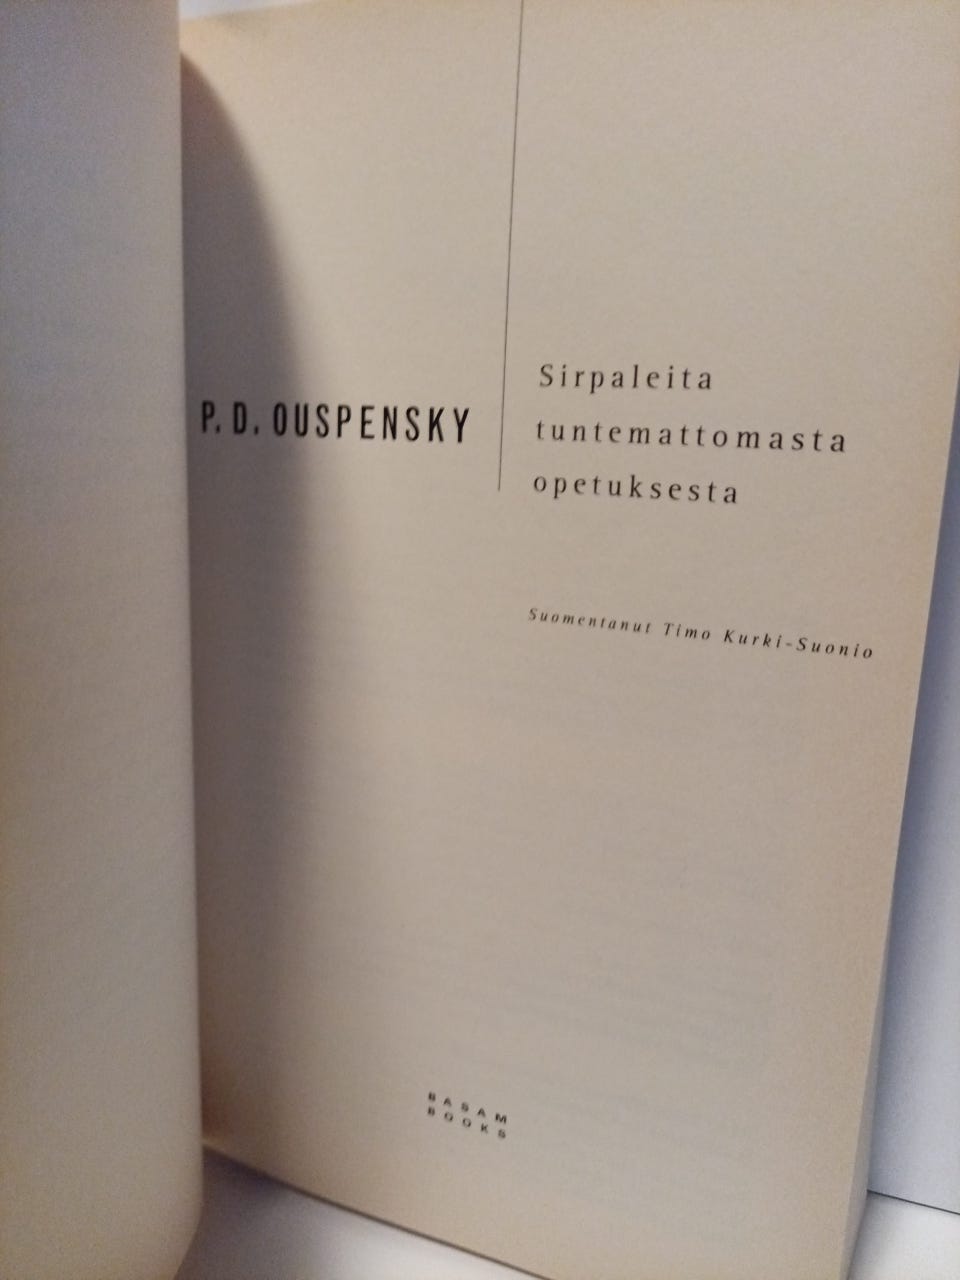 P. D. OUSPENSKY
Sirpaleita
tuntemattomasta
opetuksesta
Suomentanut Timo Kurki-Suonio
BASAM
BOOKS